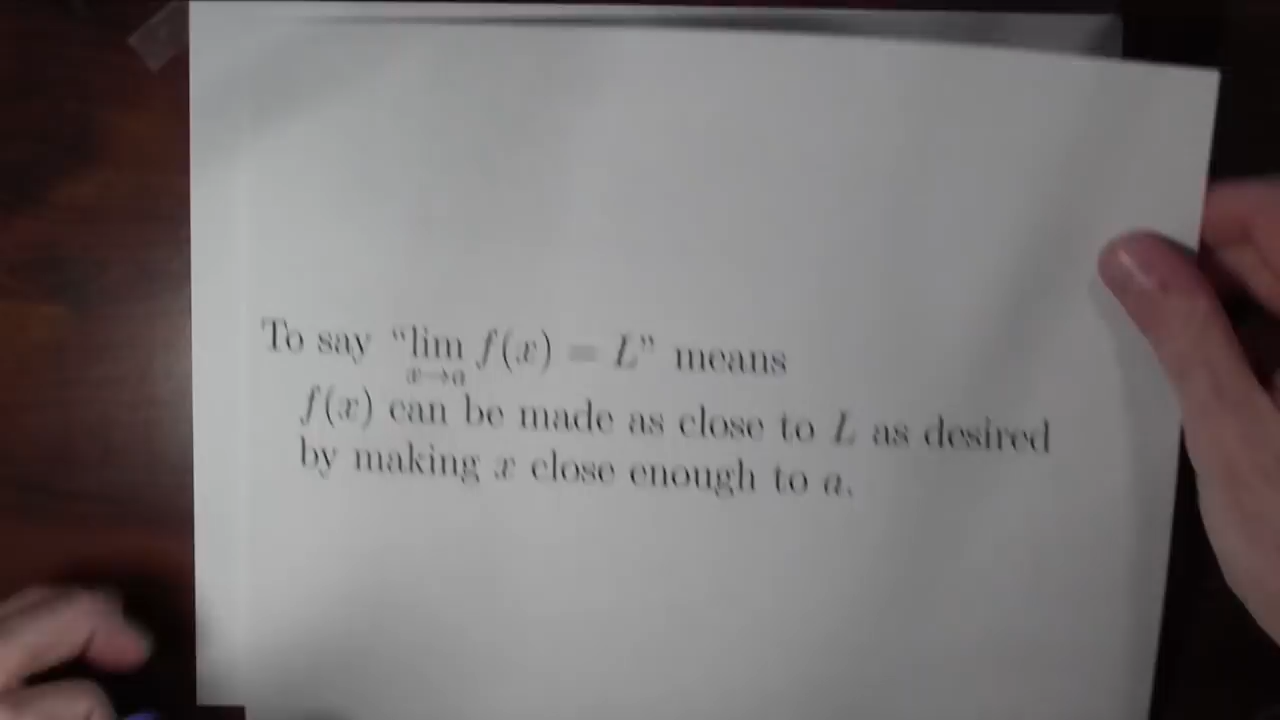 To say “lim f(x) = L” means
x→a
f(x) can be made as close to L as desired
by making x close enough to a.